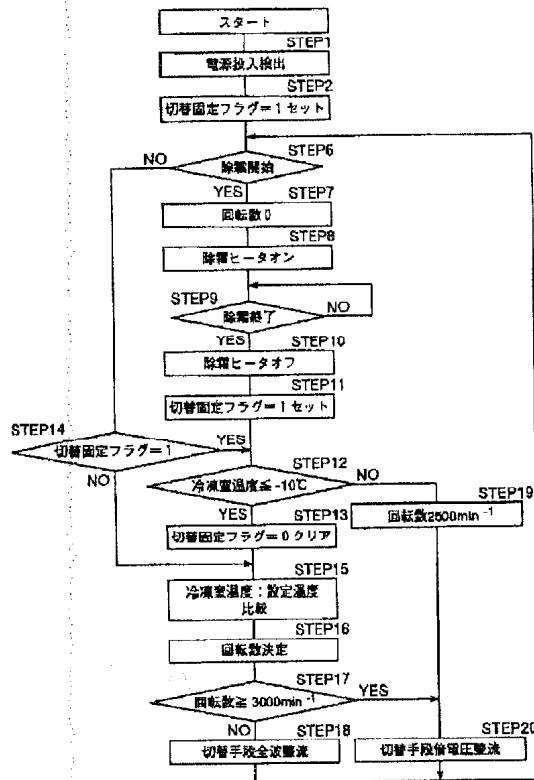 スタート
STEP1
電源投入検出
STEP2
切替固定フラグ=1 セット
STEP6
NO
除霜開始
YES
STEP7
回転数 0
STEP8
除霜ヒータオン
STEP9
除霜終了
NO
YES
STEP10
除霜ヒータオフ
STEP11
切替固定フラグ=1 セット
STEP14
切替固定フラグ=1
YES
NO
STEP12
冷凍室温度≦-10℃
NO
YES
STEP13
切替固定フラグ=0 クリア
STEP19
回転数2500min⁻¹
STEP15
冷凍室温度:設定温度
比較
STEP16
回転数決定
STEP17
回転数≧3000min⁻¹
YES
NO
STEP18
切替手段全波整流
STEP20
切替手段倍電圧整流